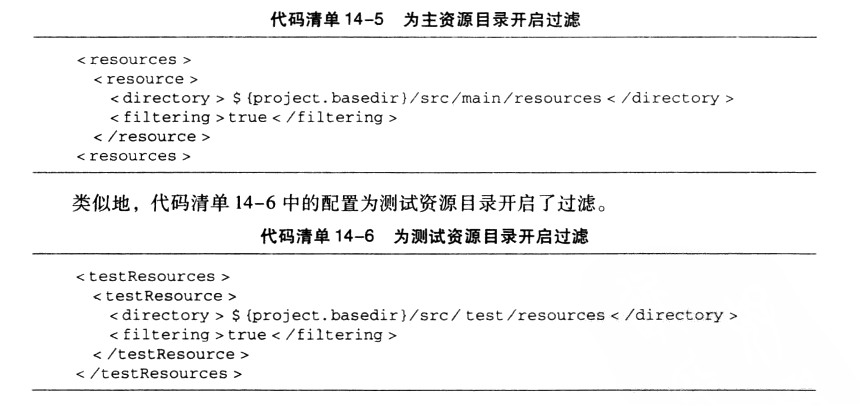 代码清单 14-5 为主资源目录开启过滤
<resources>
<resource>
<directory>${project.basedir}/src/main/resources</directory>
<filtering>true</filtering>
</resource>
<resources>
类似地，代码清单 14-6 中的配置为测试资源目录开启了过滤。
代码清单 14-6 为测试资源目录开启过滤
<testResources>
<testResource>
<directory>${project.basedir}/src/test/resources</directory>
<filtering>true</filtering>
</testResource>
</testResources>